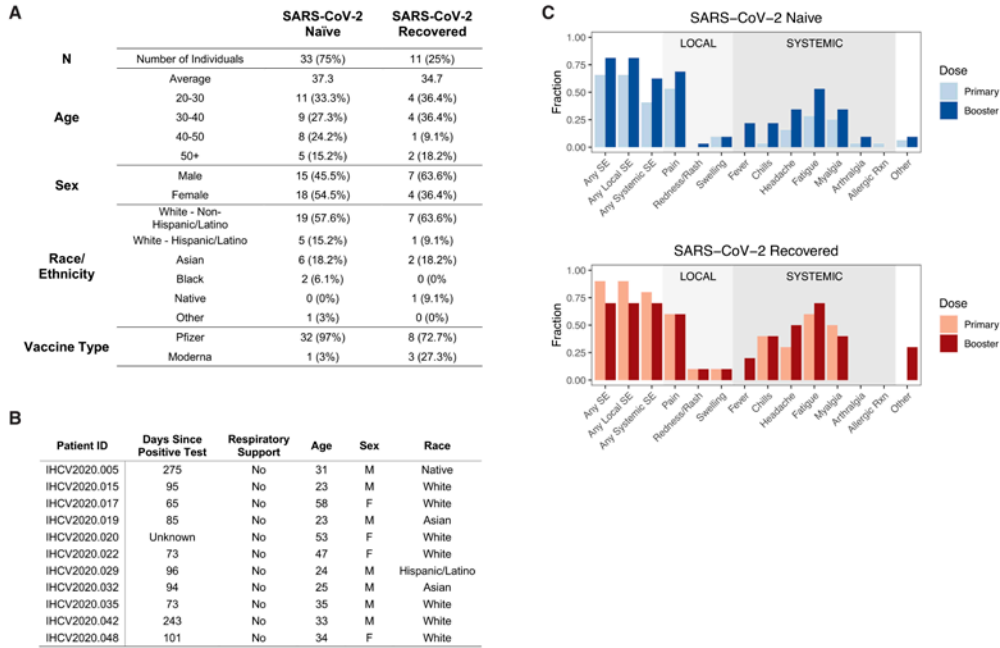 A
SARS-CoV-2 Naïve
SARS-CoV-2 Recovered
N
Number of Individuals 33 (75%) 11 (25%)
Age
Average 37.3 34.7
20-30 11 (33.3%) 4 (36.4%)
30-40 9 (27.3%) 4 (36.4%)
40-50 8 (24.2%) 1 (9.1%)
50+ 5 (15.2%) 2 (18.2%)
Sex
Male 15 (45.5%) 7 (63.6%)
Female 18 (54.5%) 4 (36.4%)
Race/
Ethnicity
White - Non-
Hispanic/Latino 19 (57.6%) 7 (63.6%)
White - Hispanic/Latino 5 (15.2%) 1 (9.1%)
Asian 6 (18.2%) 2 (18.2%)
Black 2 (6.1%) 0 (0%
Native 0 (0%) 1 (9.1%)
Other 1 (3%) 0 (0%)
Vaccine Type
Pfizer 32 (97%) 8 (72.7%)
Moderna 1 (3%) 3 (27.3%)
B
Patient ID Days Since Positive Test Respiratory Support Age Sex Race
IHCV2020.005 275 No 31 M Native
IHCV2020.015 95 No 23 M White
IHCV2020.017 65 No 58 F White
IHCV2020.019 85 No 23 M Asian
IHCV2020.020 Unknown No 53 F White
IHCV2020.022 73 No 47 F White
IHCV2020.029 96 No 24 M Hispanic/Latino
IHCV2020.032 94 No 25 M Asian
IHCV2020.035 73 No 35 M White
IHCV2020.042 243 No 33 M White
IHCV2020.048 101 No 34 F White
C
SARS-CoV-2 Naive
LOCAL SYSTEMIC
Fraction
1.00
0.75
0.50
0.25
0.00
Any SE
Any Local SE
Any Systemic SE
Pain
Redness/Rash
Swelling
Fever
Chills
Headache
Fatigue
Myalgia
Arthralgia
Allergic Rxn
Other
Dose
Primary
Booster
SARS-CoV-2 Recovered
LOCAL SYSTEMIC
Fraction
1.00
0.75
0.50
0.25
0.00
Any SE
Any Local SE
Any Systemic SE
Pain
Redness/Rash
Swelling
Fever
Chills
Headache
Fatigue
Myalgia
Arthralgia
Allergic Rxn
Other
Dose
Primary
Booster